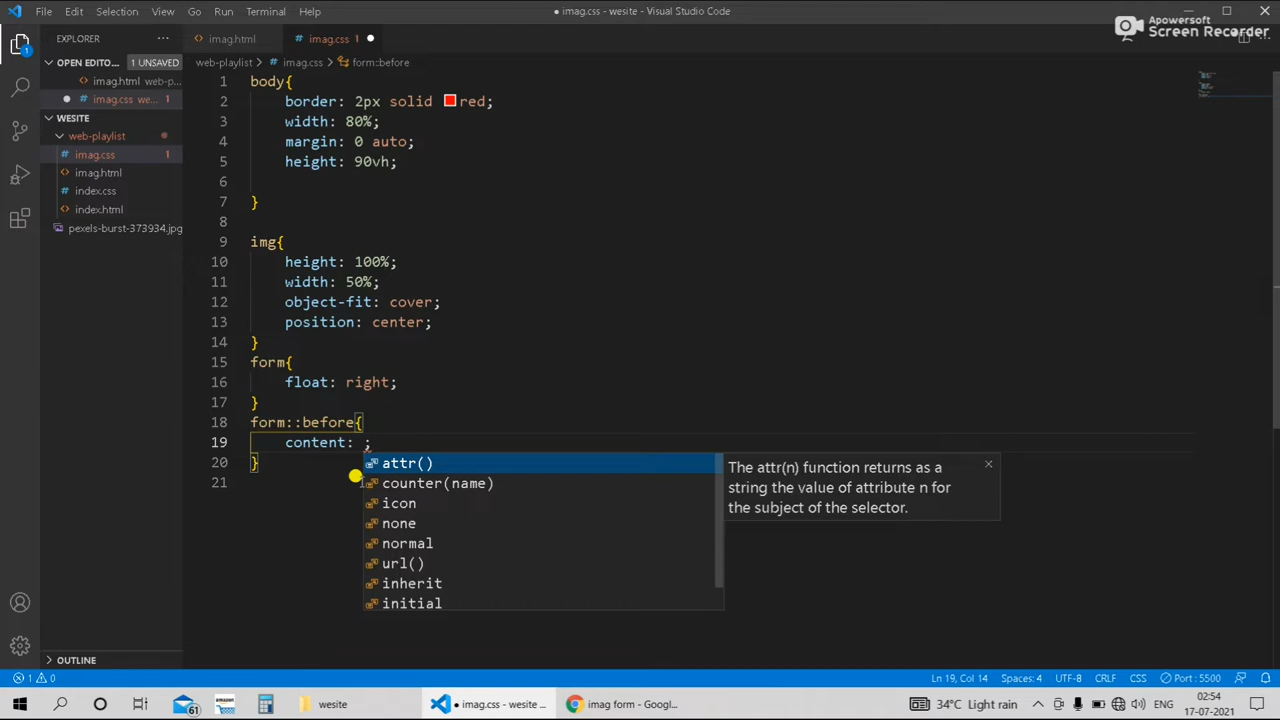 File Edit Selection View Go Run Terminal Help
● imag.css - wesite - Visual Studio Code
Apowersoft
Screen Recorder
EXPLORER ···
imag.html
imag.css 1 ●
OPEN EDITO... 1 UNSAVED
imag.html web-p...
● imag.css we... 1
WESITE
web-playlist
imag.css 1
imag.html
index.css
index.html
pexels-burst-373934.jpg
OUTLINE
web-playlist > imag.css > form::before
1 body{
2 border: 2px solid red;
3 width: 80%;
4 margin: 0 auto;
5 height: 90vh;
6
7 }
8
9 img{
10 height: 100%;
11 width: 50%;
12 object-fit: cover;
13 position: center;
14 }
15 form{
16 float: right;
17 }
18 form::before{
19 content: ;
20 }
21
attr()
counter(name)
icon
none
normal
url()
inherit
initial
The attr(n) function returns as a
string the value of attribute n for
the subject of the selector.
1 0
Ln 19, Col 14 Spaces: 4 UTF-8 CRLF CSS Port : 5500
61
amazon
wesite
● imag.css - wesite - ...
imag form - Googl...
34°C Light rain
ENG
02:54
17-07-2021